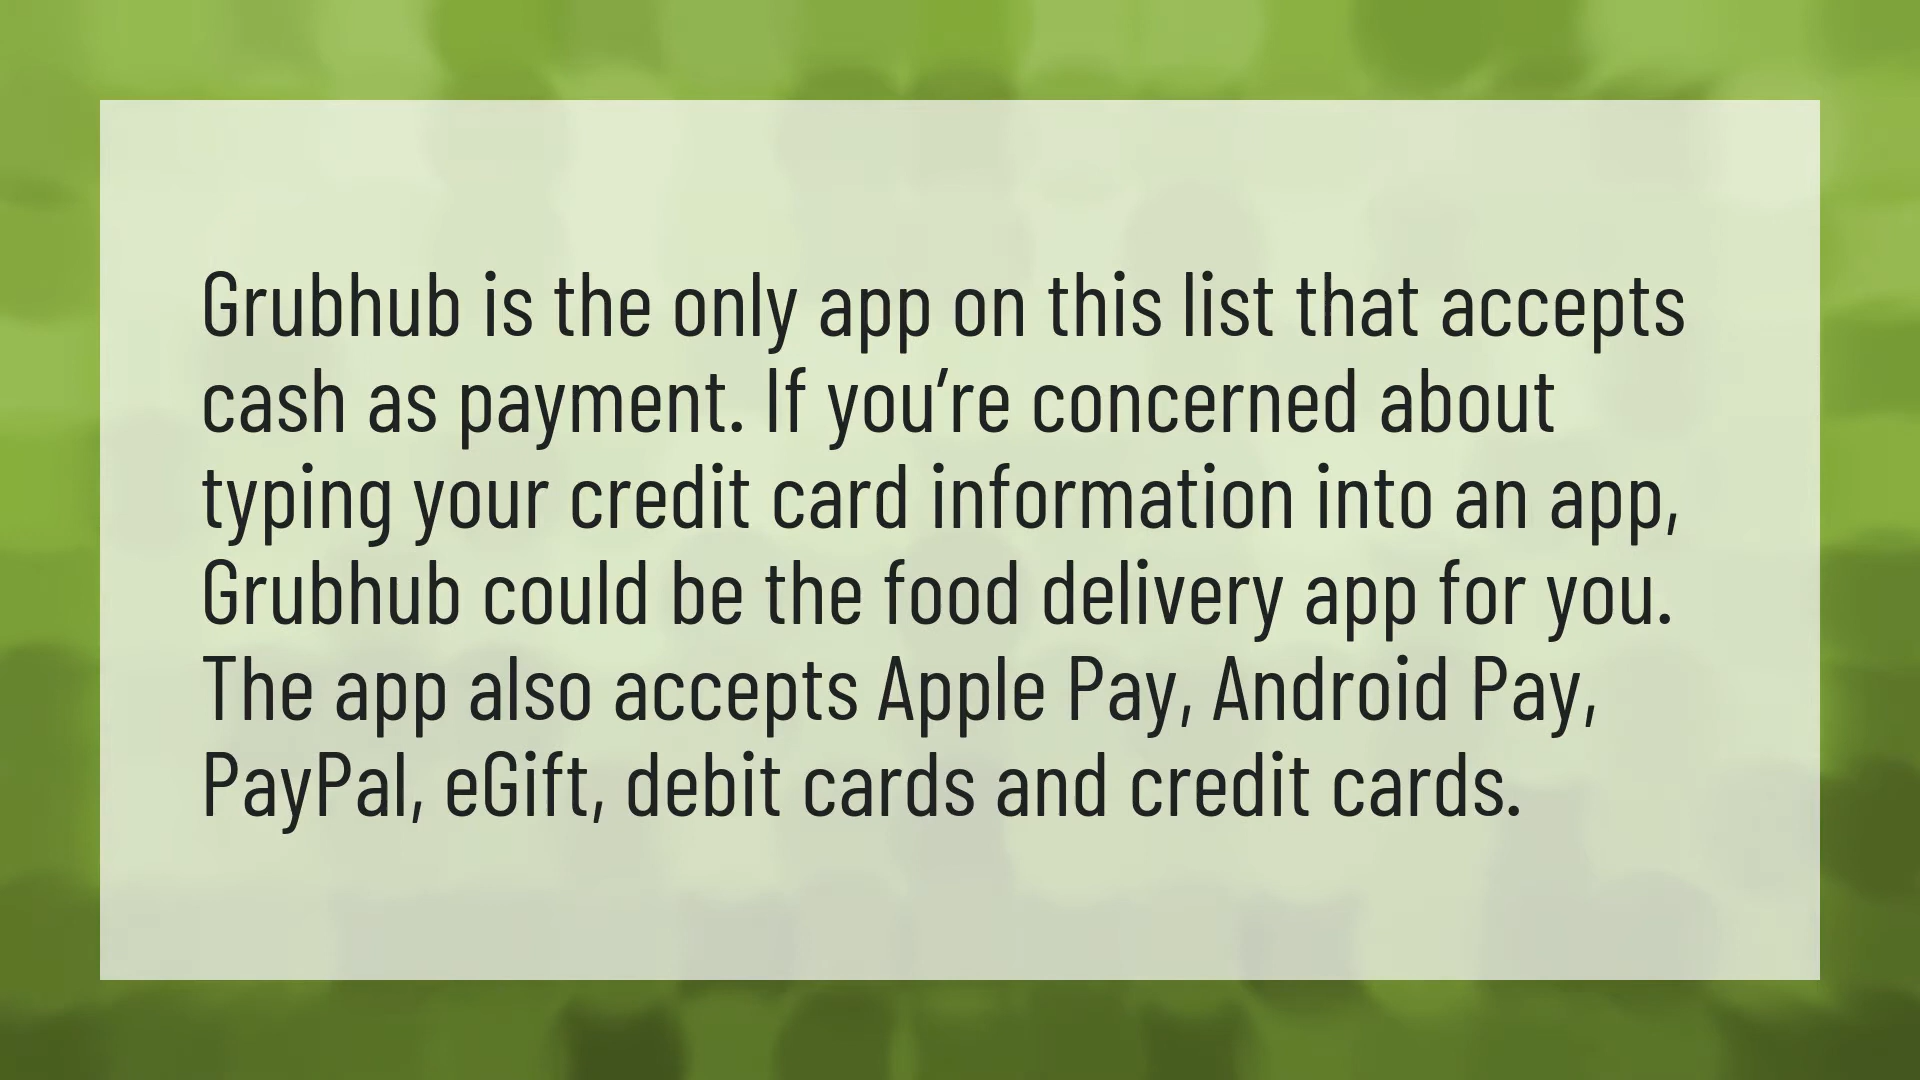 Grubhub is the only app on this list that accepts
cash as payment. If you’re concerned about
typing your credit card information into an app,
Grubhub could be the food delivery app for you.
The app also accepts Apple Pay, Android Pay,
PayPal, eGift, debit cards and credit cards.